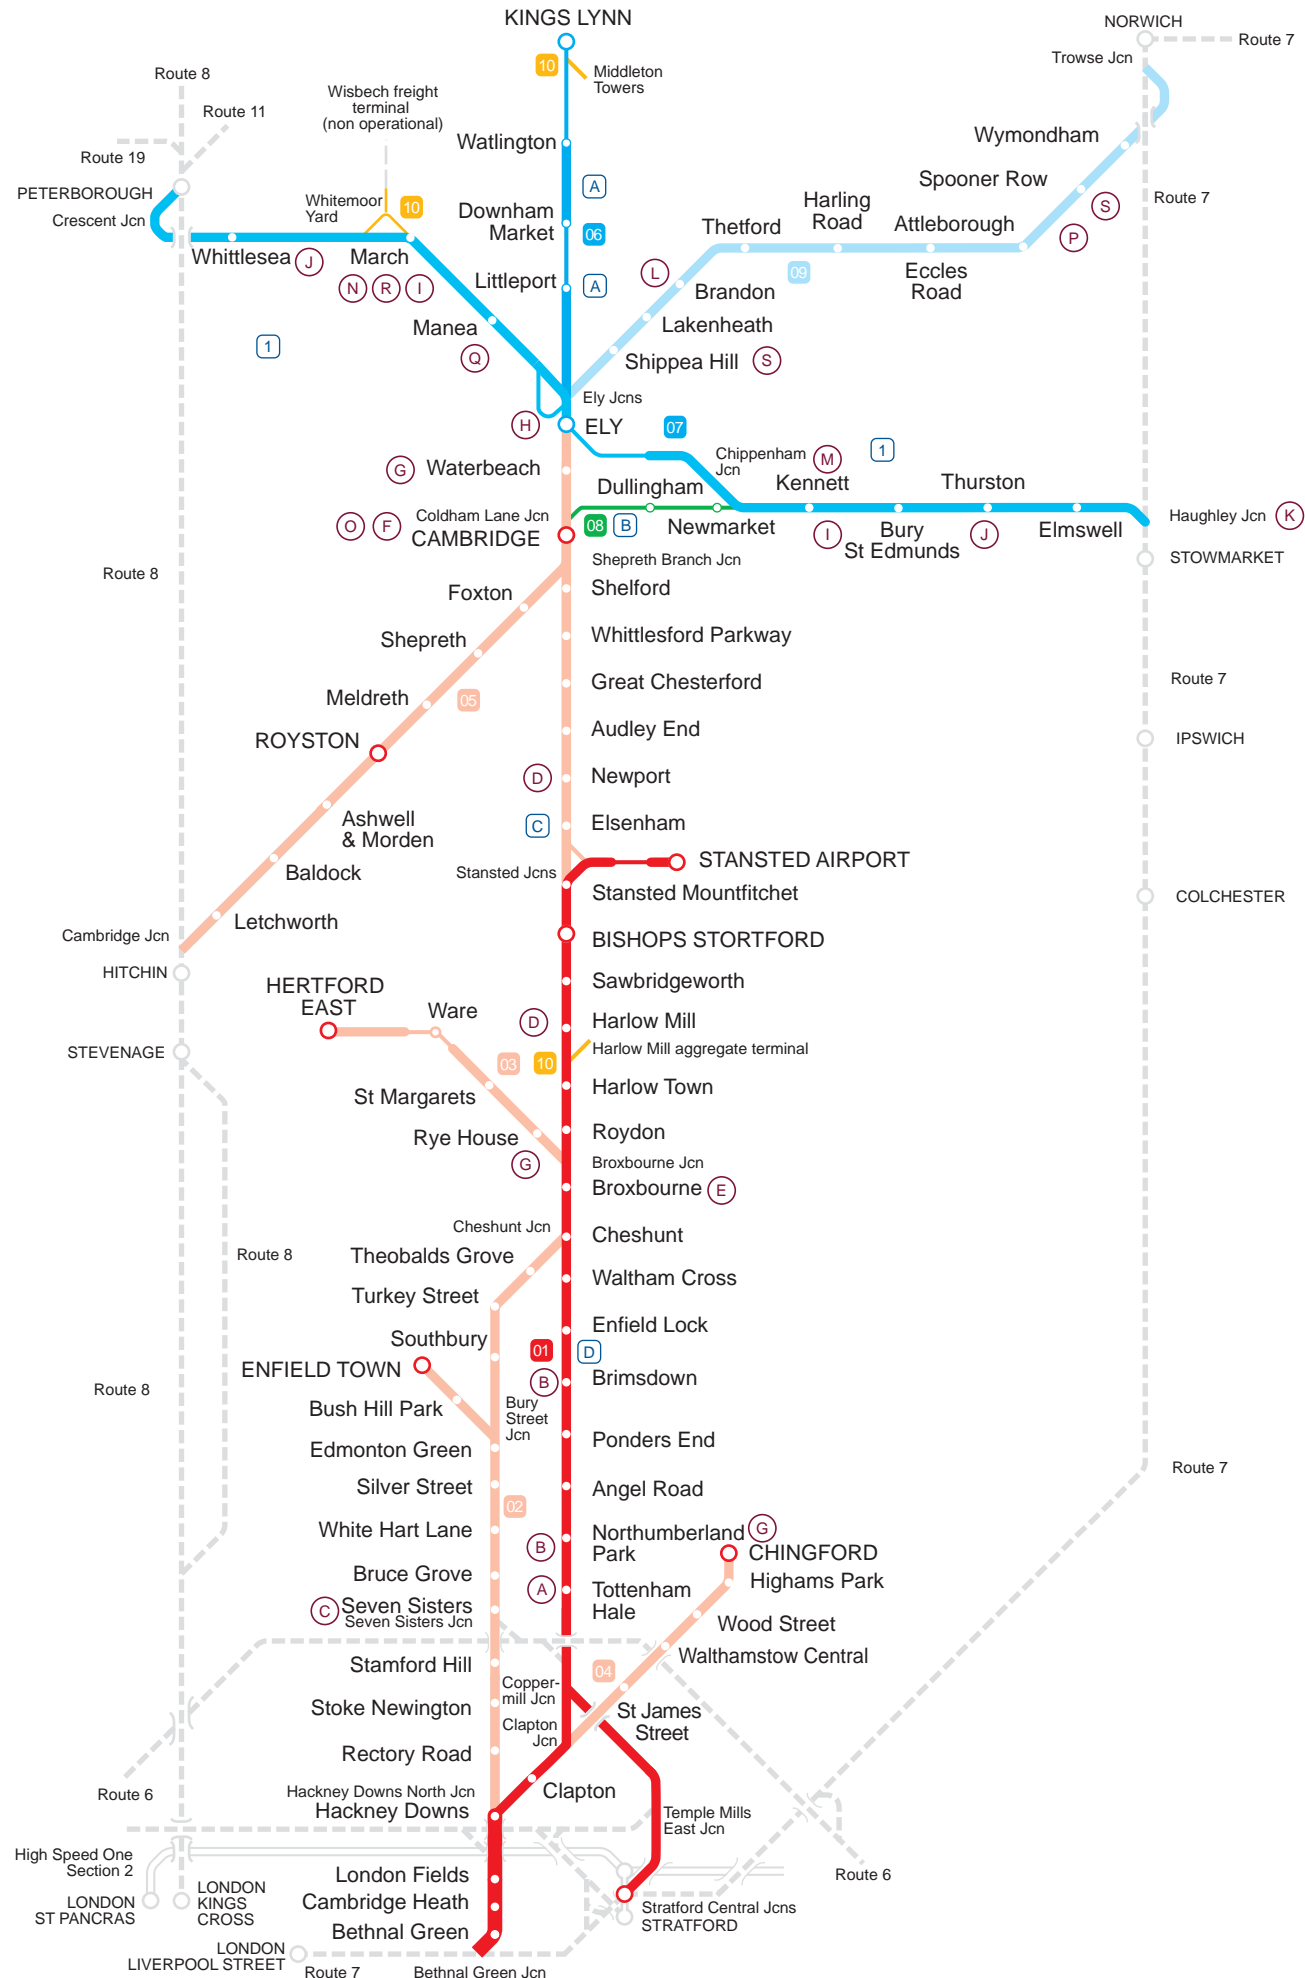 KINGS LYNN
NORWICH
Route 7
Trowse Jcn
10
Middleton
Towers
Route 8
Wisbech freight
terminal
(non operational)
Route 11
Watlington
Wymondham
Route 19
PETERBOROUGH
Crescent Jcn
A
Spooner Row
S
Route 7
Whitemoor
Yard
10
Downham
Market
06
Harling
Road
Thetford
Attleborough
P
Whittlesea
J
March
N
R
I
Littleport
A
L
Brandon
09
Eccles
Road
Manea
Q
Lakenheath
1
Shippea Hill
S
Ely Jcns
H
ELY
07
Chippenham
Jcn
M
1
G
Waterbeach
Kennett
Thurston
Dullingham
O
F
Coldham Lane Jcn
CAMBRIDGE
08
B
Newmarket
I
Bury
St Edmunds
J
Elmswell
Haughley Jcn
K
Shepreth Branch Jcn
STOWMARKET
Route 8
Foxton
Shelford
Shepreth
Whittlesford Parkway
Meldreth
05
Great Chesterford
Route 7
ROYSTON
Audley End
IPSWICH
D
Newport
Ashwell
& Morden
C
Elsenham
Baldock
Stansted Jcns
STANSTED AIRPORT
Stansted Mountfitchet
COLCHESTER
Letchworth
Cambridge Jcn
BISHOPS STORTFORD
HITCHIN
HERTFORD
EAST
Sawbridgeworth
Ware
D
Harlow Mill
STEVENAGE
Harlow Mill aggregate terminal
03
10
St Margarets
Harlow Town
Rye House
Roydon
G
Broxbourne Jcn
Broxbourne
E
Cheshunt Jcn
Cheshunt
Route 8
Theobalds Grove
Waltham Cross
Turkey Street
Enfield Lock
Southbury
01
D
ENFIELD TOWN
B
Brimsdown
Route 8
Bush Hill Park
Bury
Street
Jcn
Edmonton Green
Ponders End
Route 7
Silver Street
Angel Road
02
White Hart Lane
B
Northumberland
Park
G
CHINGFORD
Bruce Grove
Highams Park
A
Tottenham
Hale
C
Seven Sisters
Seven Sisters Jcn
Wood Street
Walthamstow Central
Stamford Hill
04
Copper-
mill Jcn
Stoke Newington
St James
Street
Clapton
Jcn
Rectory Road
Route 6
Hackney Downs North Jcn
Hackney Downs
Clapton
Temple Mills
East Jcn
High Speed One
Section 2
London Fields
Route 6
LONDON
ST PANCRAS
LONDON
KINGS
CROSS
Cambridge Heath
Stratford Central Jcns
STRATFORD
Bethnal Green
LONDON
LIVERPOOL STREET
Route 7
Bethnal Green Jcn